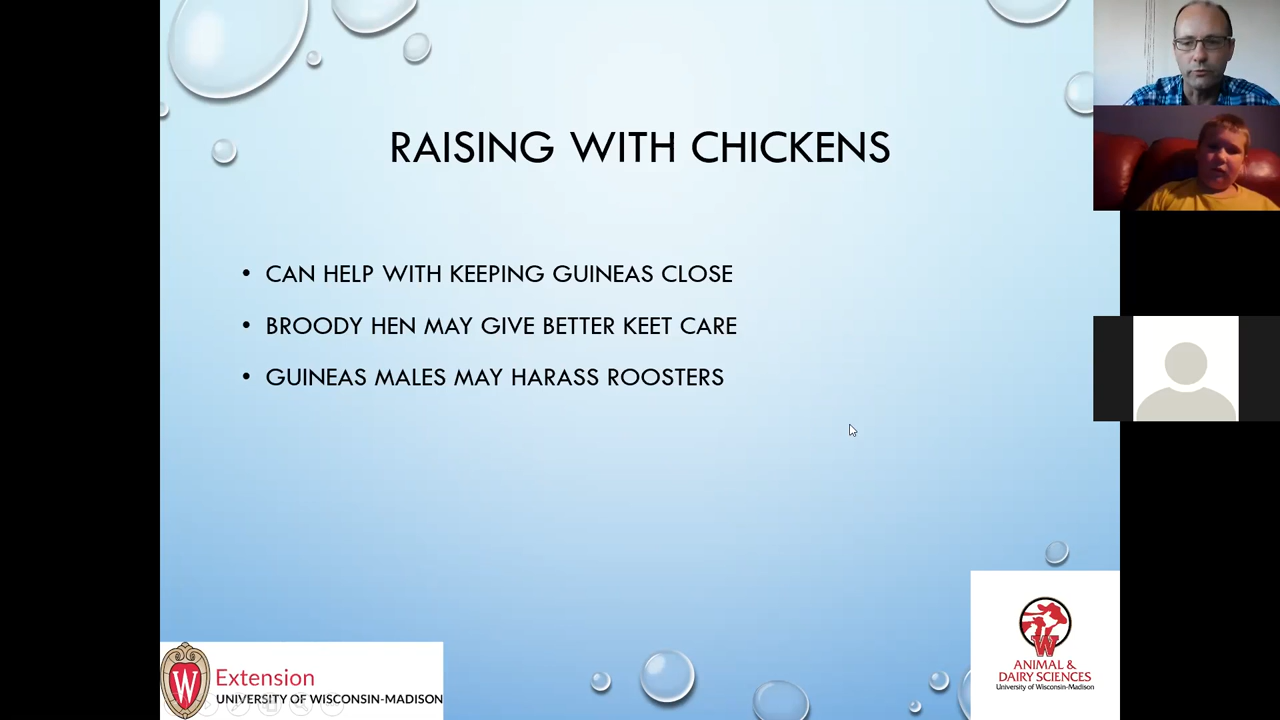 RAISING WITH CHICKENS
• CAN HELP WITH KEEPING GUINEAS CLOSE
• BROODY HEN MAY GIVE BETTER KEET CARE
• GUINEAS MALES MAY HARASS ROOSTERS
W
Extension
UNIVERSITY OF WISCONSIN-MADISON
W
ANIMAL &
DAIRY SCIENCES
University of Wisconsin-Madison